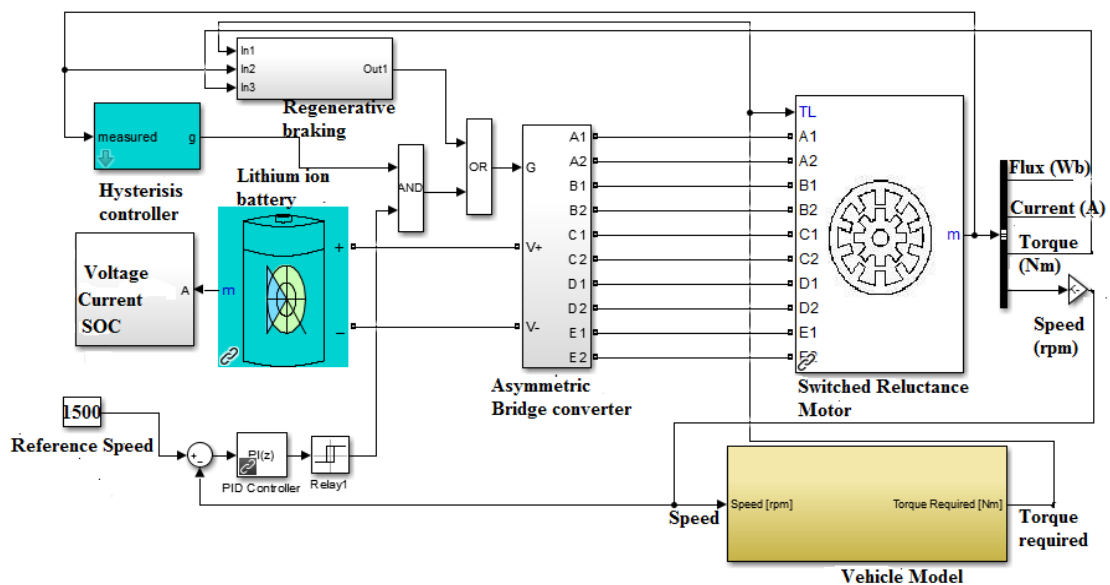 In1
In2
In3
Out1
Regenerative
braking
measured
g
Hysterisis
controller
AND
OR
Lithium ion
battery
+
−
m
Voltage
Current
SOC
A
G
V+
V-
A1
A2
B1
B2
C1
C2
D1
D2
E1
E2
Asymmetric
Bridge converter
TL
A1
A2
B1
B2
C1
C2
D1
D2
E1
m
Switched Reluctance
Motor
Flux (Wb)
Current (A)
Torque
(Nm)
Speed
(rpm)
1500
Reference Speed
+
−
PI(z)
PID Controller
Relay1
Speed
Speed [rpm]
Torque Required [Nm]
Torque
required
Vehicle Model